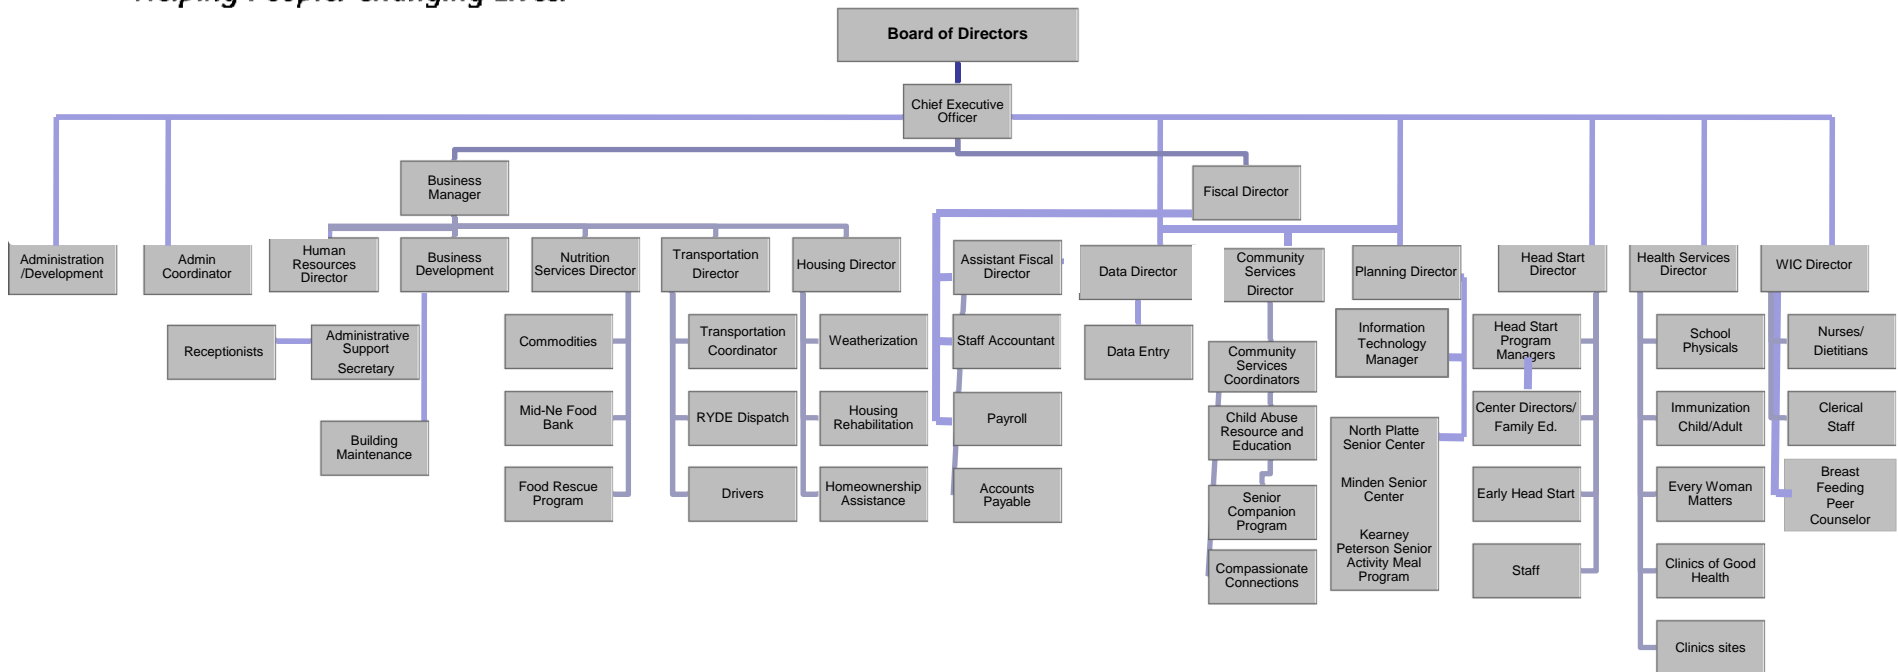 Helping People. Changing Lives.
Board of Directors
Chief Executive
Officer
Business
Manager
Fiscal Director
Administration
/Development
Admin
Coordinator
Human
Resources
Director
Business
Development
Nutrition
Services Director
Transportation
Director
Housing Director
Assistant Fiscal
Director
Data Director
Community
Services
Director
Planning Director
Head Start
Director
Health Services
Director
WIC Director
Receptionists
Administrative
Support
Secretary
Commodities
Transportation
Coordinator
Weatherization
Staff Accountant
Data Entry
Community
Services
Coordinators
Information
Technology
Manager
Head Start
Program
Managers
School
Physicals
Nurses/
Dietitians
Building
Maintenance
Mid-Ne Food
Bank
RYDE Dispatch
Housing
Rehabilitation
Payroll
Child Abuse
Resource and
Education
North Platte
Senior Center
Minden Senior
Center
Kearney
Peterson Senior
Activity Meal
Program
Center Directors/
Family Ed.
Immunization
Child/Adult
Clerical
Staff
Food Rescue
Program
Drivers
Homeownership
Assistance
Accounts
Payable
Senior
Companion
Program
Early Head Start
Every Woman
Matters
Breast
Feeding
Peer
Counselor
Compassionate
Connections
Staff
Clinics of Good
Health
Clinics sites